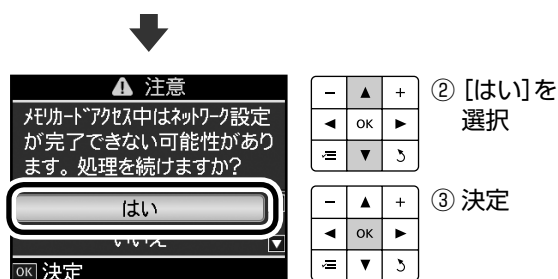 注意
メモリカードアクセス中はネットワーク設定
が完了できない可能性があり
ます。処理を続けますか?
はい
いいえ
OK 決定
− ▲ +
◀ OK ▶
▼
② [はい]を
選択
− ▲ +
◀ OK ▶
▼
③ 決定